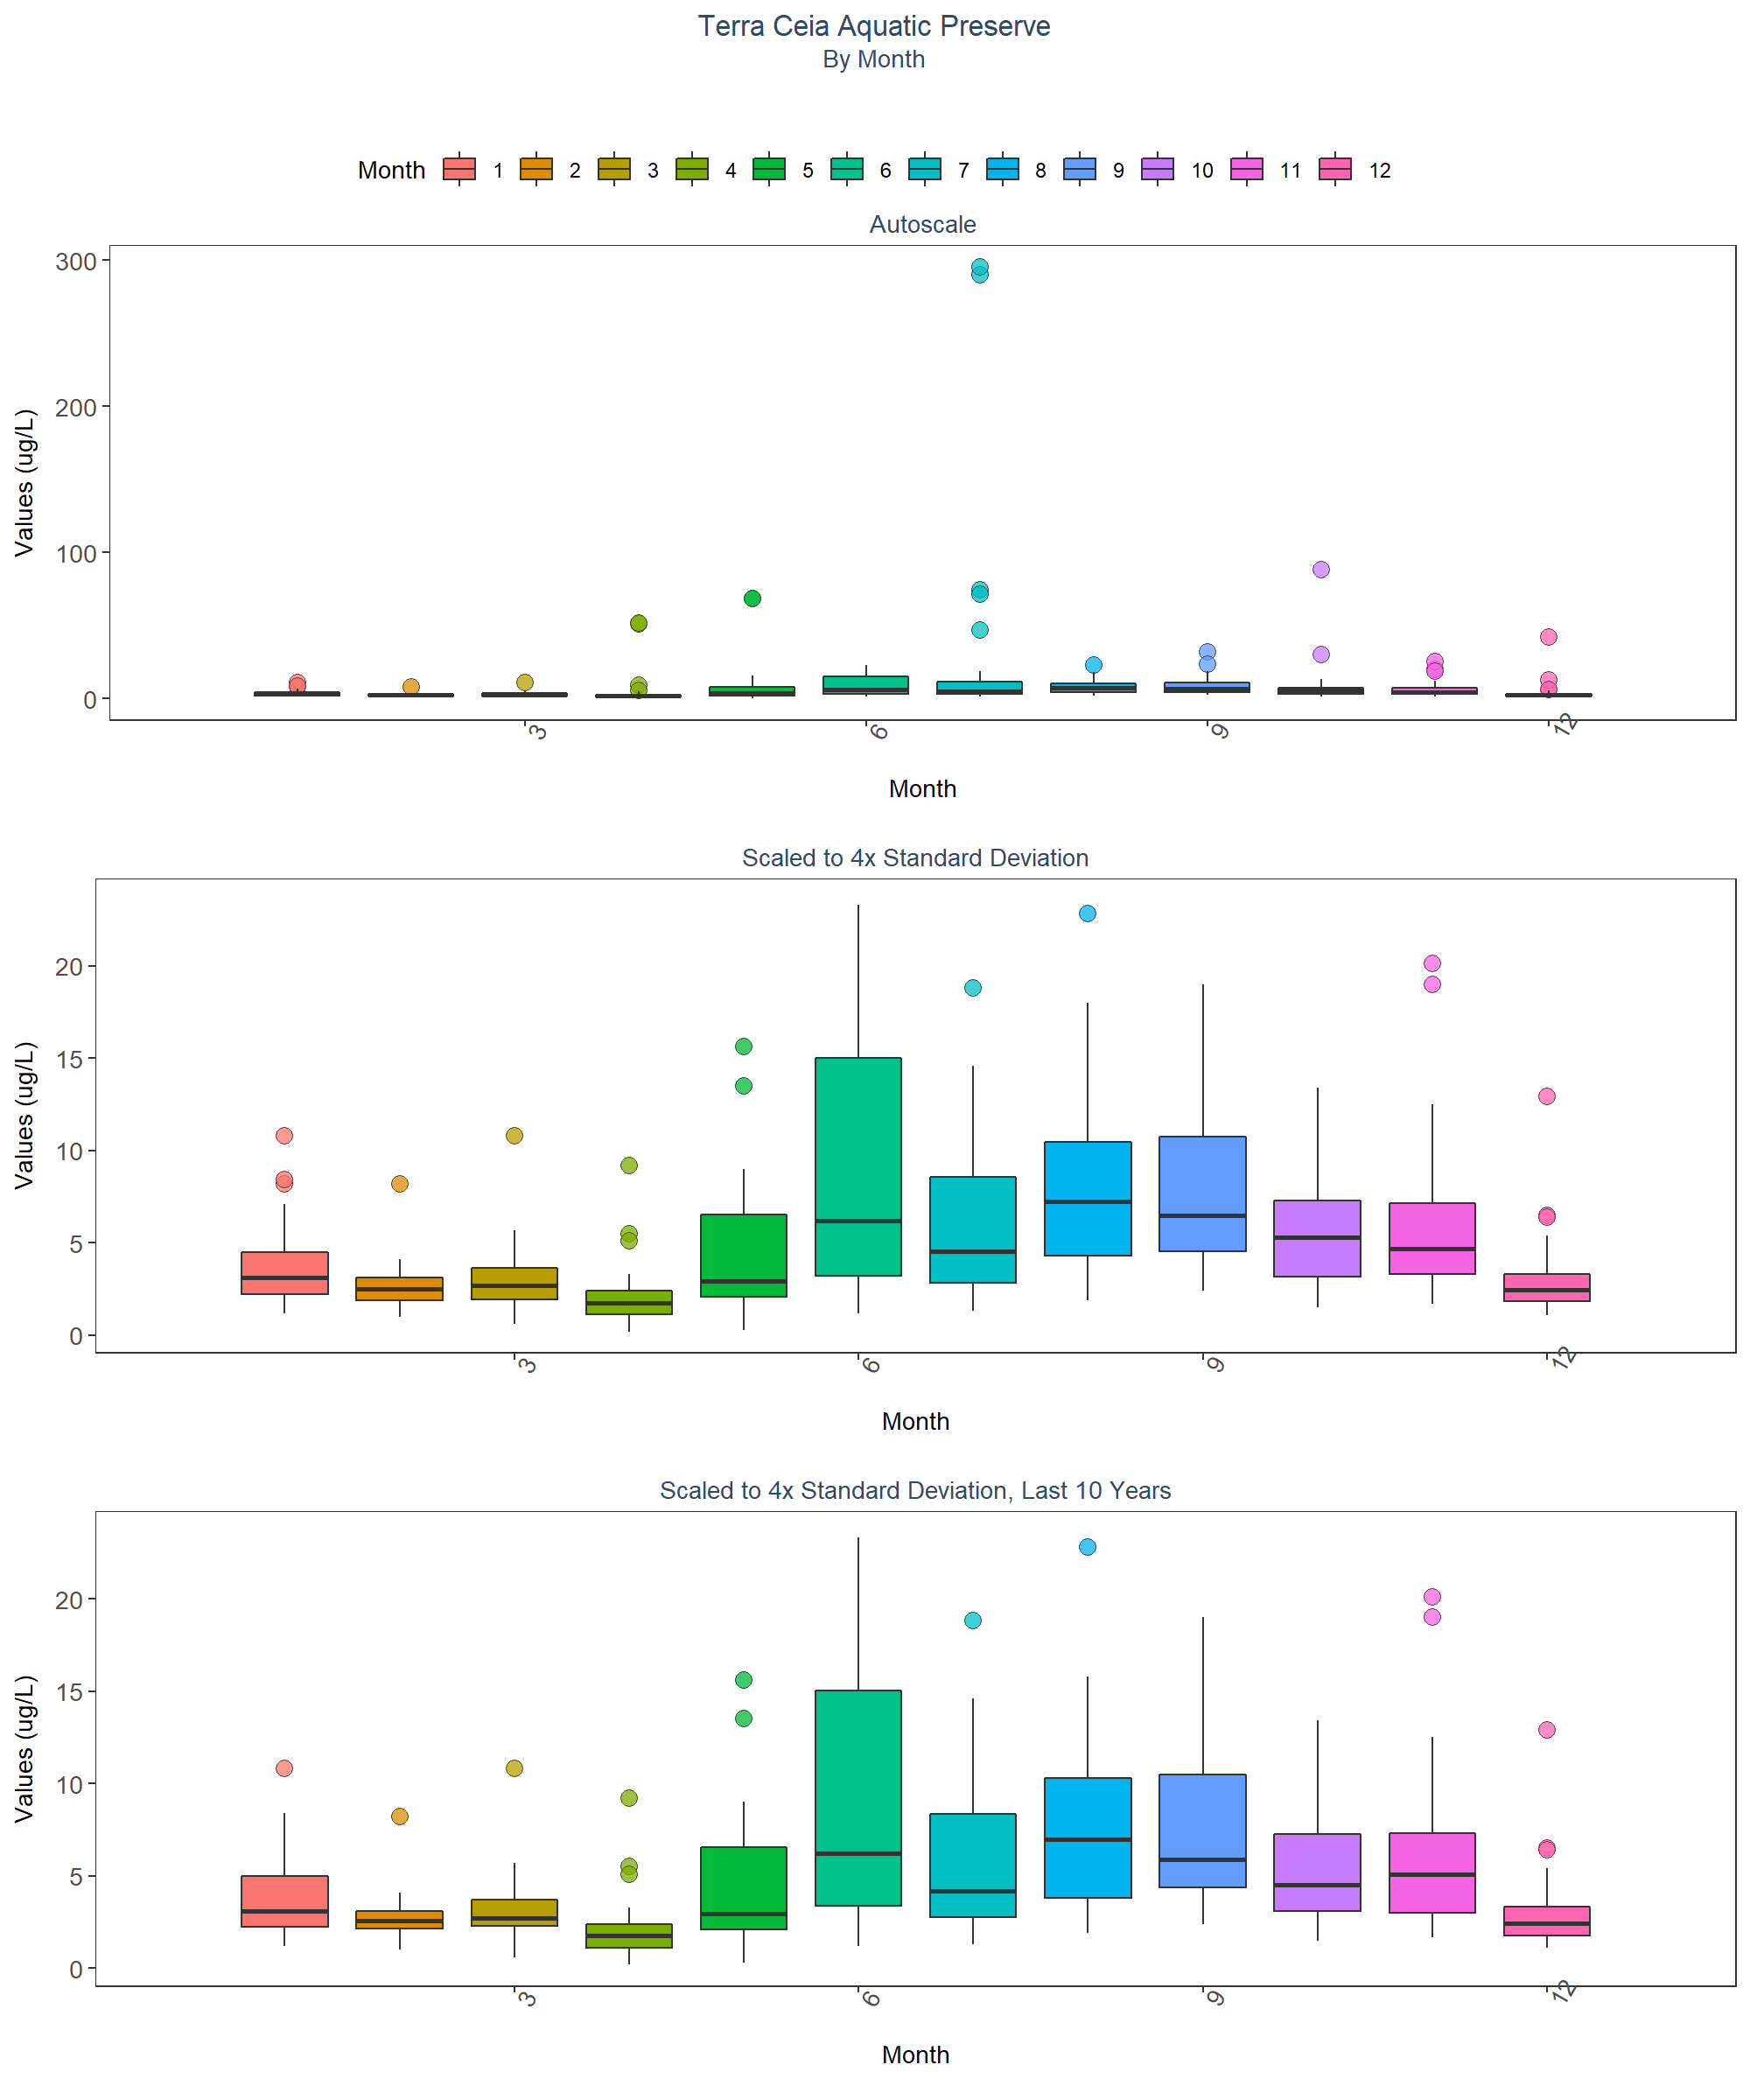 Terra Ceia Aquatic Preserve
By Month
Month 1 2 3 4 5 6 7 8 9 10 11 12
Autoscale
300
200
100
0
Values (ug/L)
3 6 9 12
Month
Scaled to 4x Standard Deviation
20
15
10
5
0
Values (ug/L)
3 6 9 12
Month
Scaled to 4x Standard Deviation, Last 10 Years
20
15
10
5
0
Values (ug/L)
3 6 9 12
Month